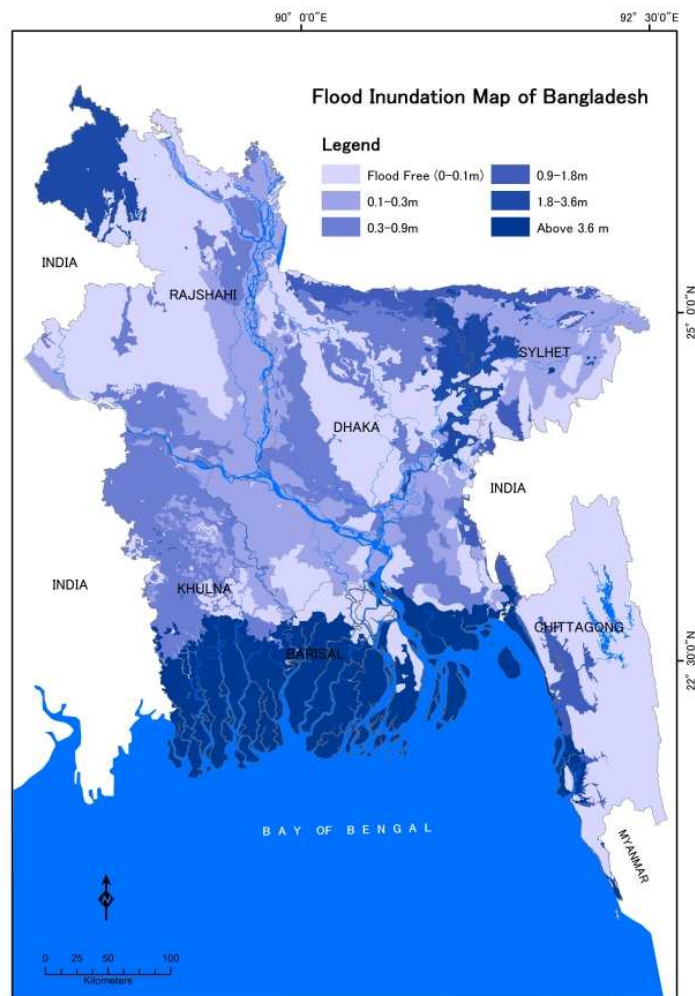 90° 0'0"E
92° 30'0"E
Flood Inundation Map of Bangladesh
Legend
Flood Free (0-0.1m)
0.1-0.3m
0.3-0.9m
0.9-1.8m
1.8-3.6m
Above 3.6 m
INDIA
RAJSHAHI
25° 0'0"N
SYLHET
DHAKA
INDIA
INDIA
KHULNA
CHITTAGONG
BARISAL
22° 30'0"N
BAY OF BENGAL
MYANMAR
N
0 25 50 100
Kilometers